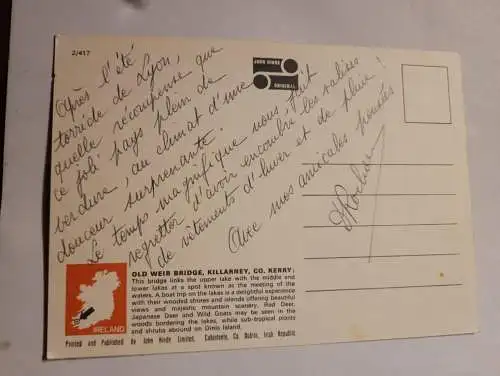 2/417
Après l'été
torride de Lyon,
quelle récompense que
ce joli pays plein de
verdure, au climat d'une
douceur surprenante.
Le temps magnifique nous fait
regretter d'avoir encombré les valises
de vêtements d'hiver et de pluie !
Avec nos amicales pensées
JOHN HINDE
ORIGINAL
OLD WEIR BRIDGE, KILLARNEY, CO. KERRY:
This bridge links the upper lake with the middle and
lower lakes at a spot known as the meeting of the
waters. A boat trip on the lakes is a delightful experience
with their wooded shores and islands offering beautiful
views and majestic mountain scenery. Red Deer,
Japanese Deer and Wild Goats may be seen in the
woods bordering the lakes, while sub-tropical plants
and shrubs abound on Dinis Island.
IRELAND
Printed and Published By John Hinde Limited, Cabinteely, Co. Dublin, Irish Republic